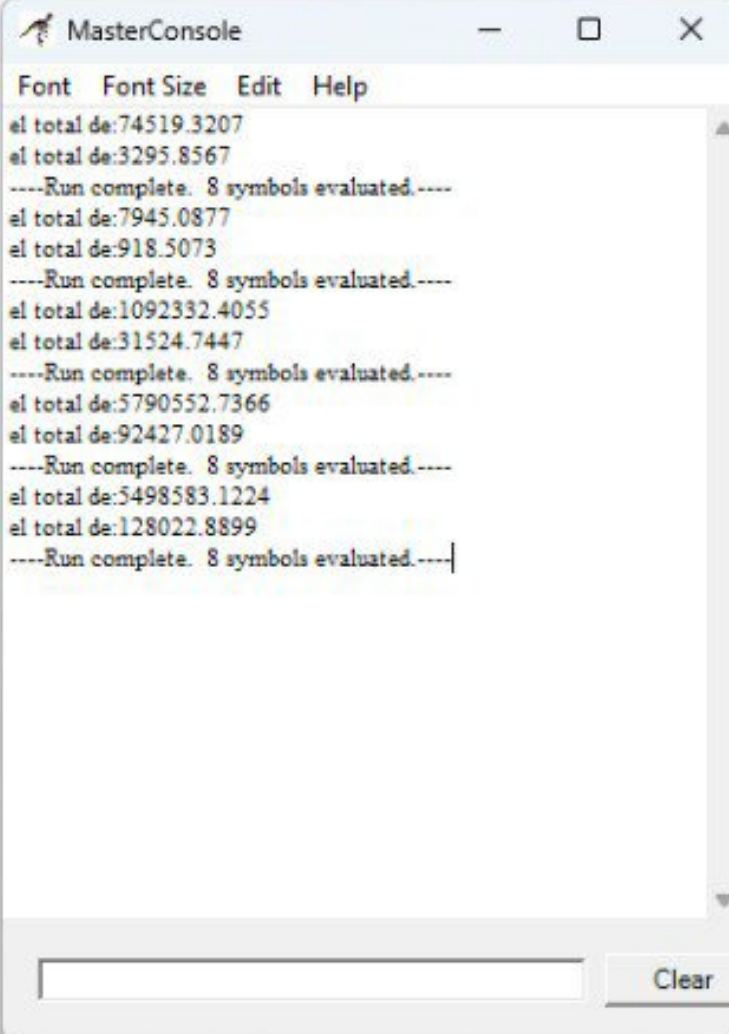 MasterConsole
Font Font Size Edit Help
el total de:74519.3207
el total de:3295.8567
----Run complete.  8 symbols evaluated.----
el total de:7945.0877
el total de:918.5073
----Run complete.  8 symbols evaluated.----
el total de:1092332.4055
el total de:31524.7447
----Run complete.  8 symbols evaluated.----
el total de:5790552.7366
el total de:92427.0189
----Run complete.  8 symbols evaluated.----
el total de:5498583.1224
el total de:128022.8899
----Run complete.  8 symbols evaluated.----
Clear